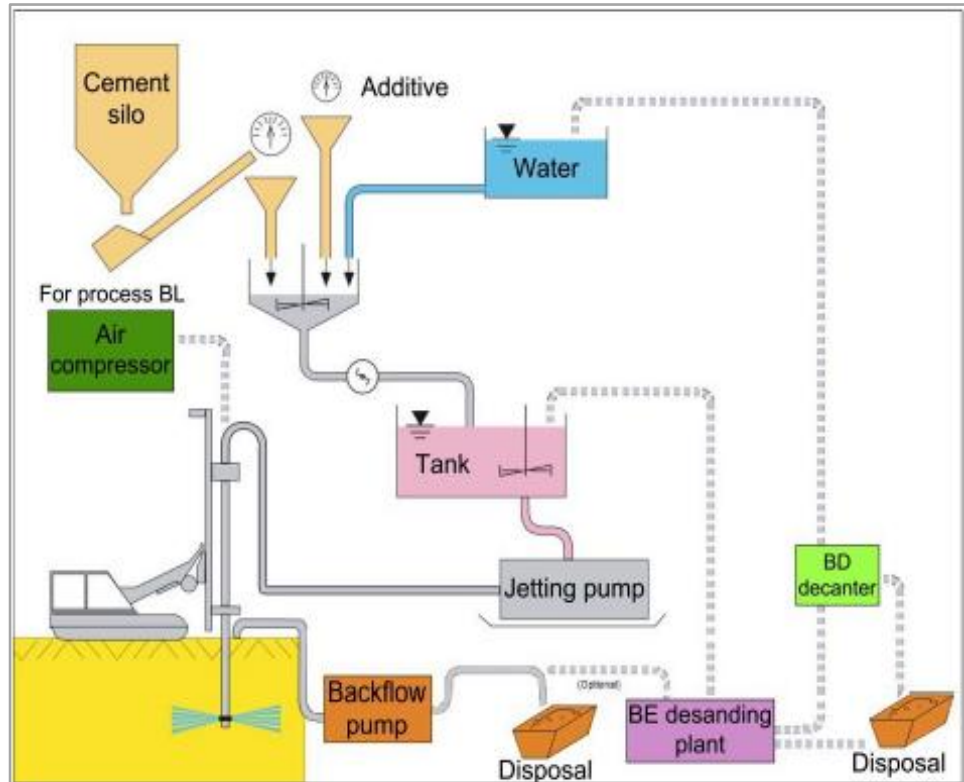 Cement
silo
Additive
Water
For process BL
Air
compressor
Tank
Jetting pump
BD
decanter
Backflow
pump
(Optional)
BE desanding
plant
Disposal
Disposal